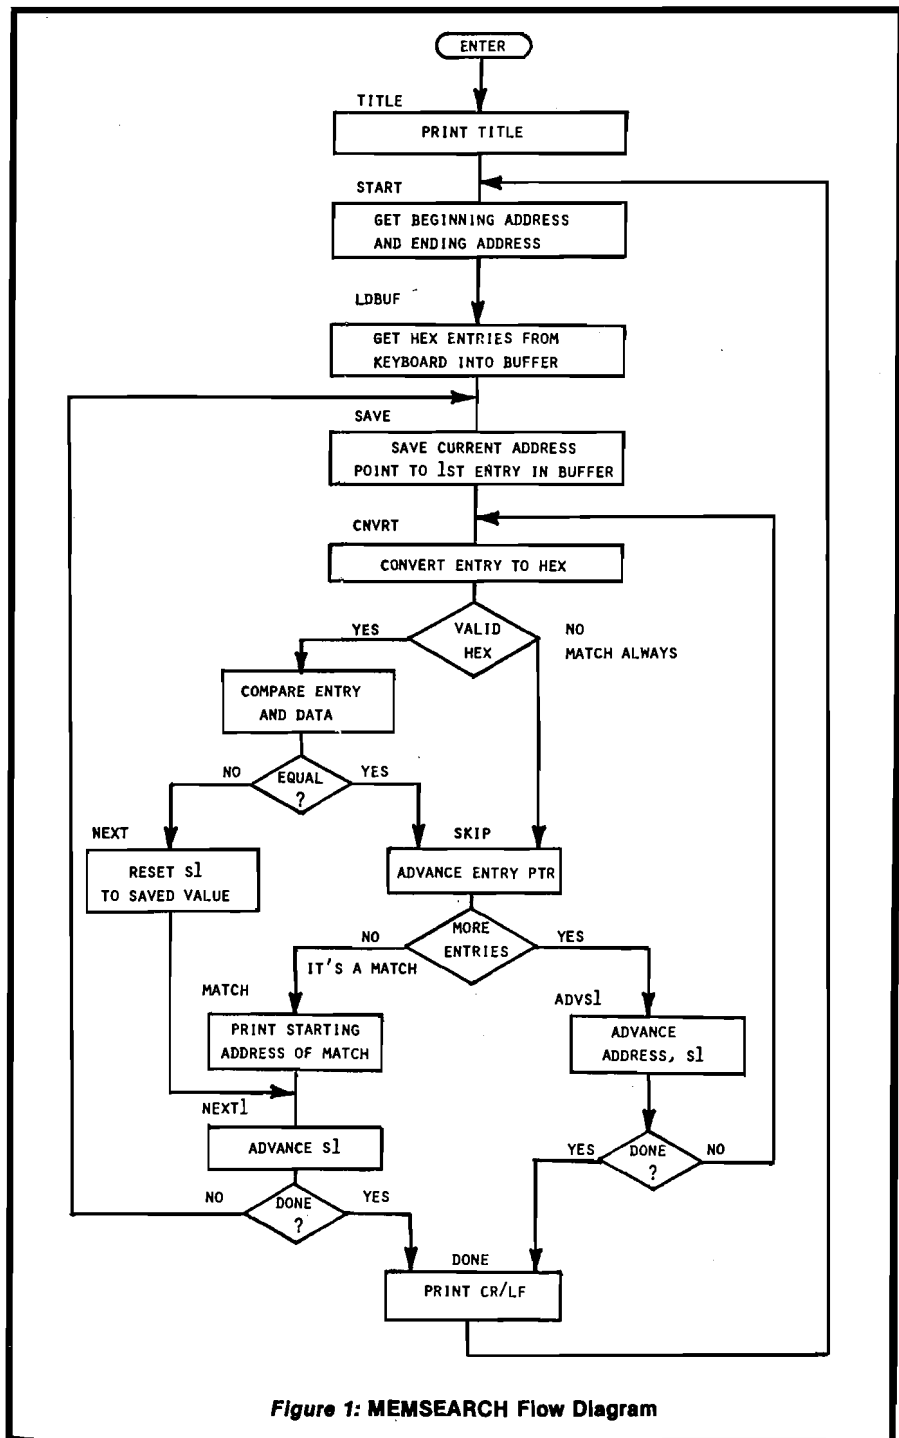 ENTER
TITLE
PRINT TITLE
START
GET BEGINNING ADDRESS
AND ENDING ADDRESS
LDBUF
GET HEX ENTRIES FROM
KEYBOARD INTO BUFFER
SAVE
SAVE CURRENT ADDRESS
POINT TO 1ST ENTRY IN BUFFER
CNVRT
CONVERT ENTRY TO HEX
YES
VALID
HEX
NO
MATCH ALWAYS
COMPARE ENTRY
AND DATA
NO
EQUAL
?
YES
NEXT
RESET S1
TO SAVED VALUE
SKIP
ADVANCE ENTRY PTR
NO
IT'S A MATCH
MORE
ENTRIES
YES
MATCH
PRINT STARTING
ADDRESS OF MATCH
ADVS1
ADVANCE
ADDRESS, S1
NEXT1
ADVANCE S1
YES
DONE
?
NO
NO
DONE
?
YES
DONE
PRINT CR/LF
Figure 1: MEMSEARCH Flow Diagram